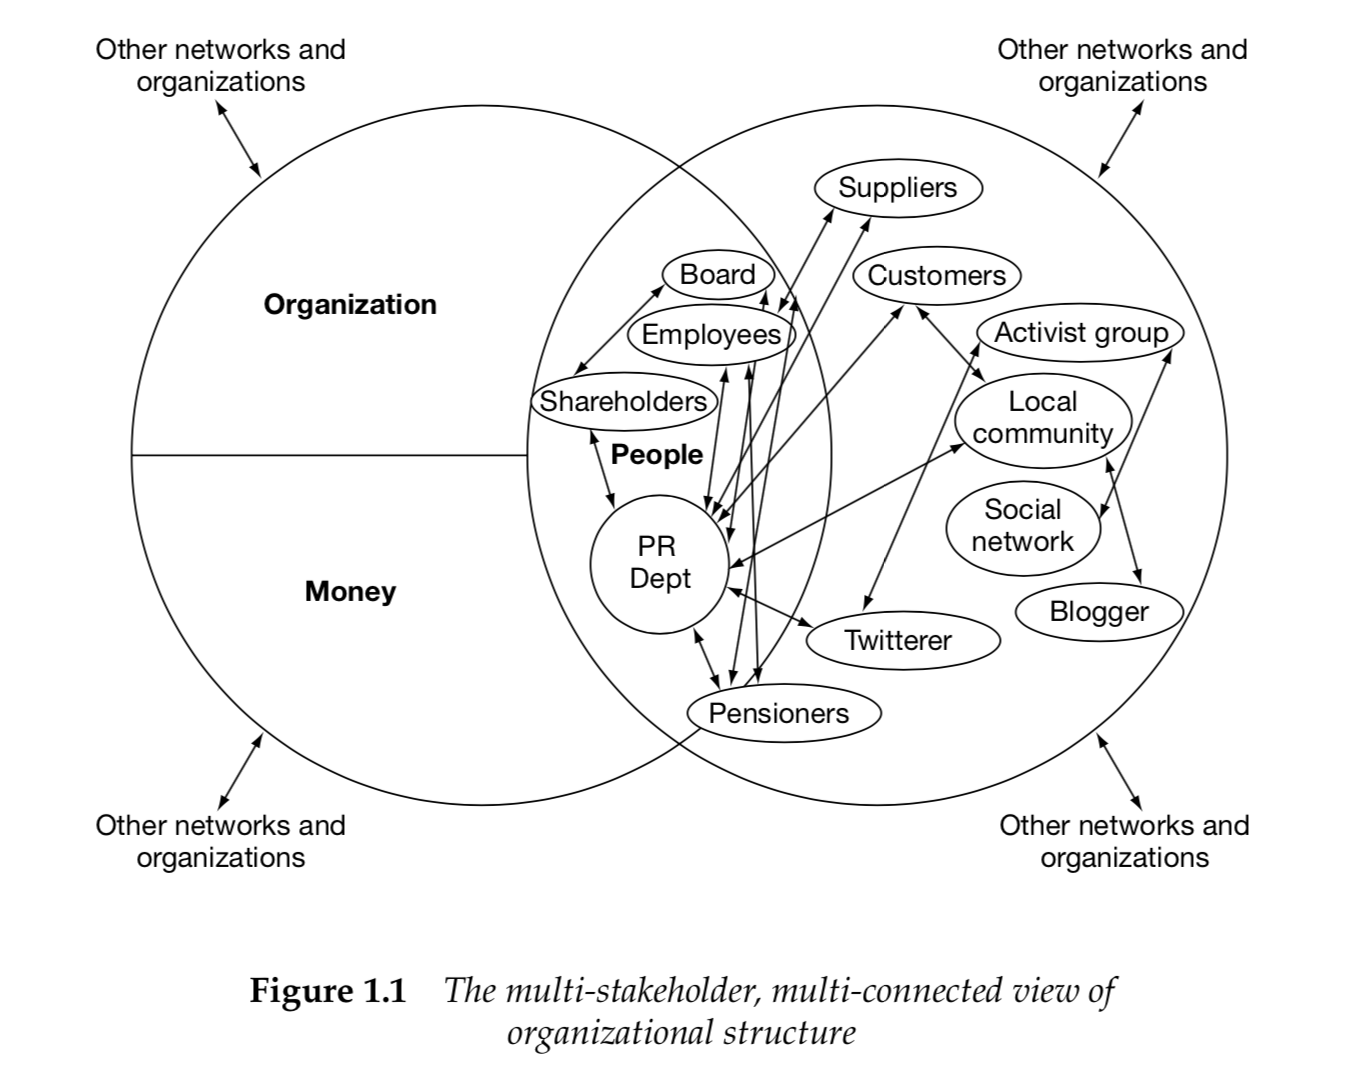 Other networks and
organizations
Other networks and
organizations
Suppliers
Board
Customers
Organization
Employees
Activist group
Shareholders
Local
community
People
Social
network
PR
Dept
Money
Blogger
Twitterer
Pensioners
Other networks and
organizations
Other networks and
organizations
Figure 1.1 The multi-stakeholder, multi-connected view of
organizational structure